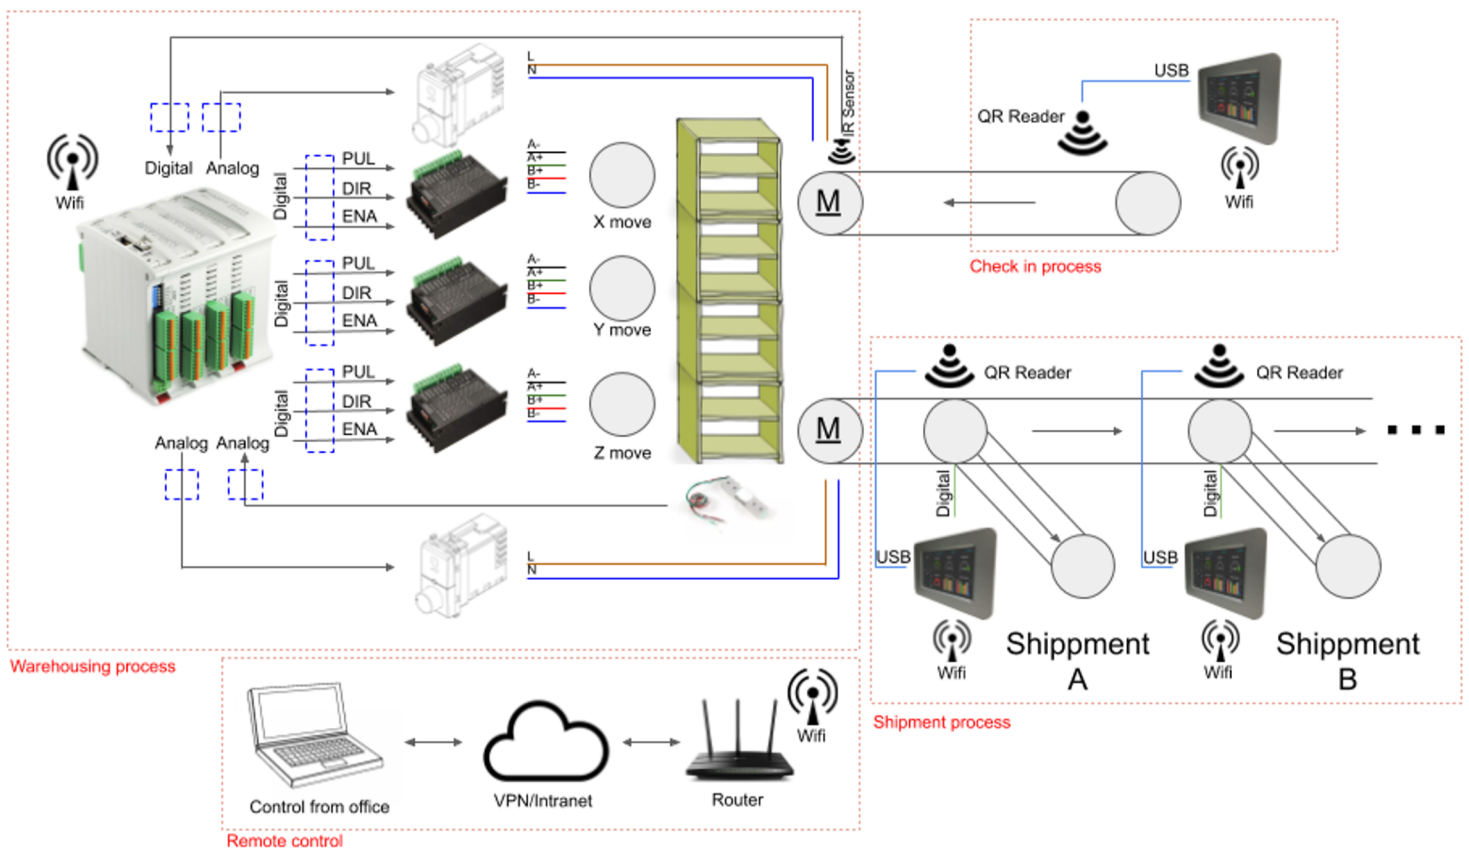 L
N
IR Sensor
USB
QR Reader
Wifi
Check in process
Wifi
Digital
Analog
Digital
PUL
DIR
ENA
A-
A+
B+
B-
X move
M
Digital
PUL
DIR
ENA
A-
A+
B+
B-
Y move
Digital
PUL
DIR
ENA
A-
A+
B+
B-
Z move
M
Analog
Analog
L
N
Warehousing process
QR Reader
QR Reader
Digital
Digital
USB
USB
Wifi
Wifi
Shippment
A
Shippment
B
Shipment process
Control from office
VPN/Intranet
Router
Wifi
Remote control